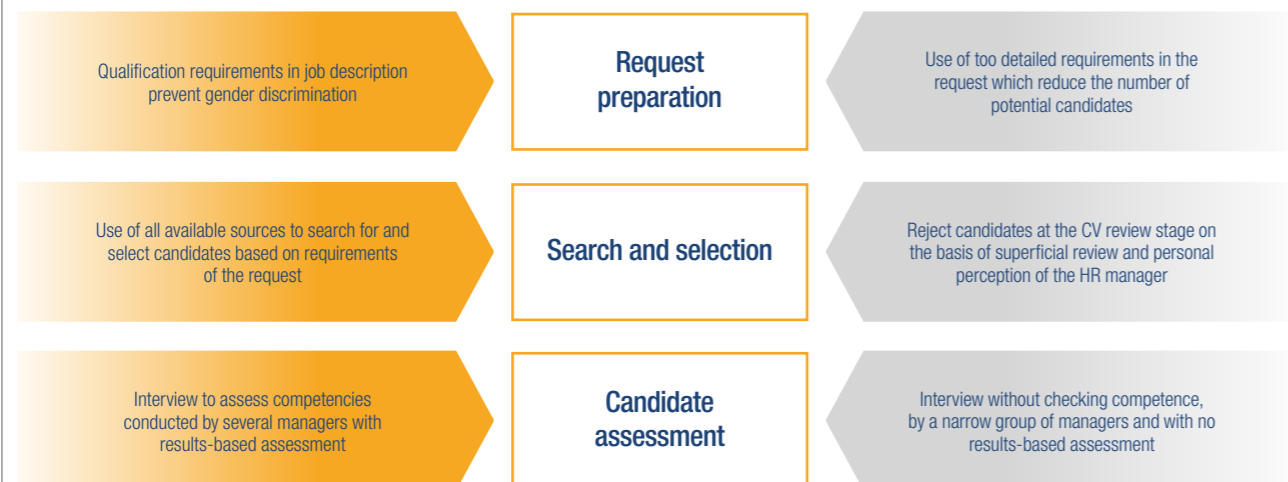 Qualification requirements in job description
prevent gender discrimination
Request
preparation
Use of too detailed requirements in the
request which reduce the number of
potential candidates
Use of all available sources to search for and
select candidates based on requirements
of the request
Search and selection
Reject candidates at the CV review stage on
the basis of superficial review and personal
perception of the HR manager
Interview to assess competencies
conducted by several managers with
results-based assessment
Candidate
assessment
Interview without checking competence,
by a narrow group of managers and with no
results-based assessment